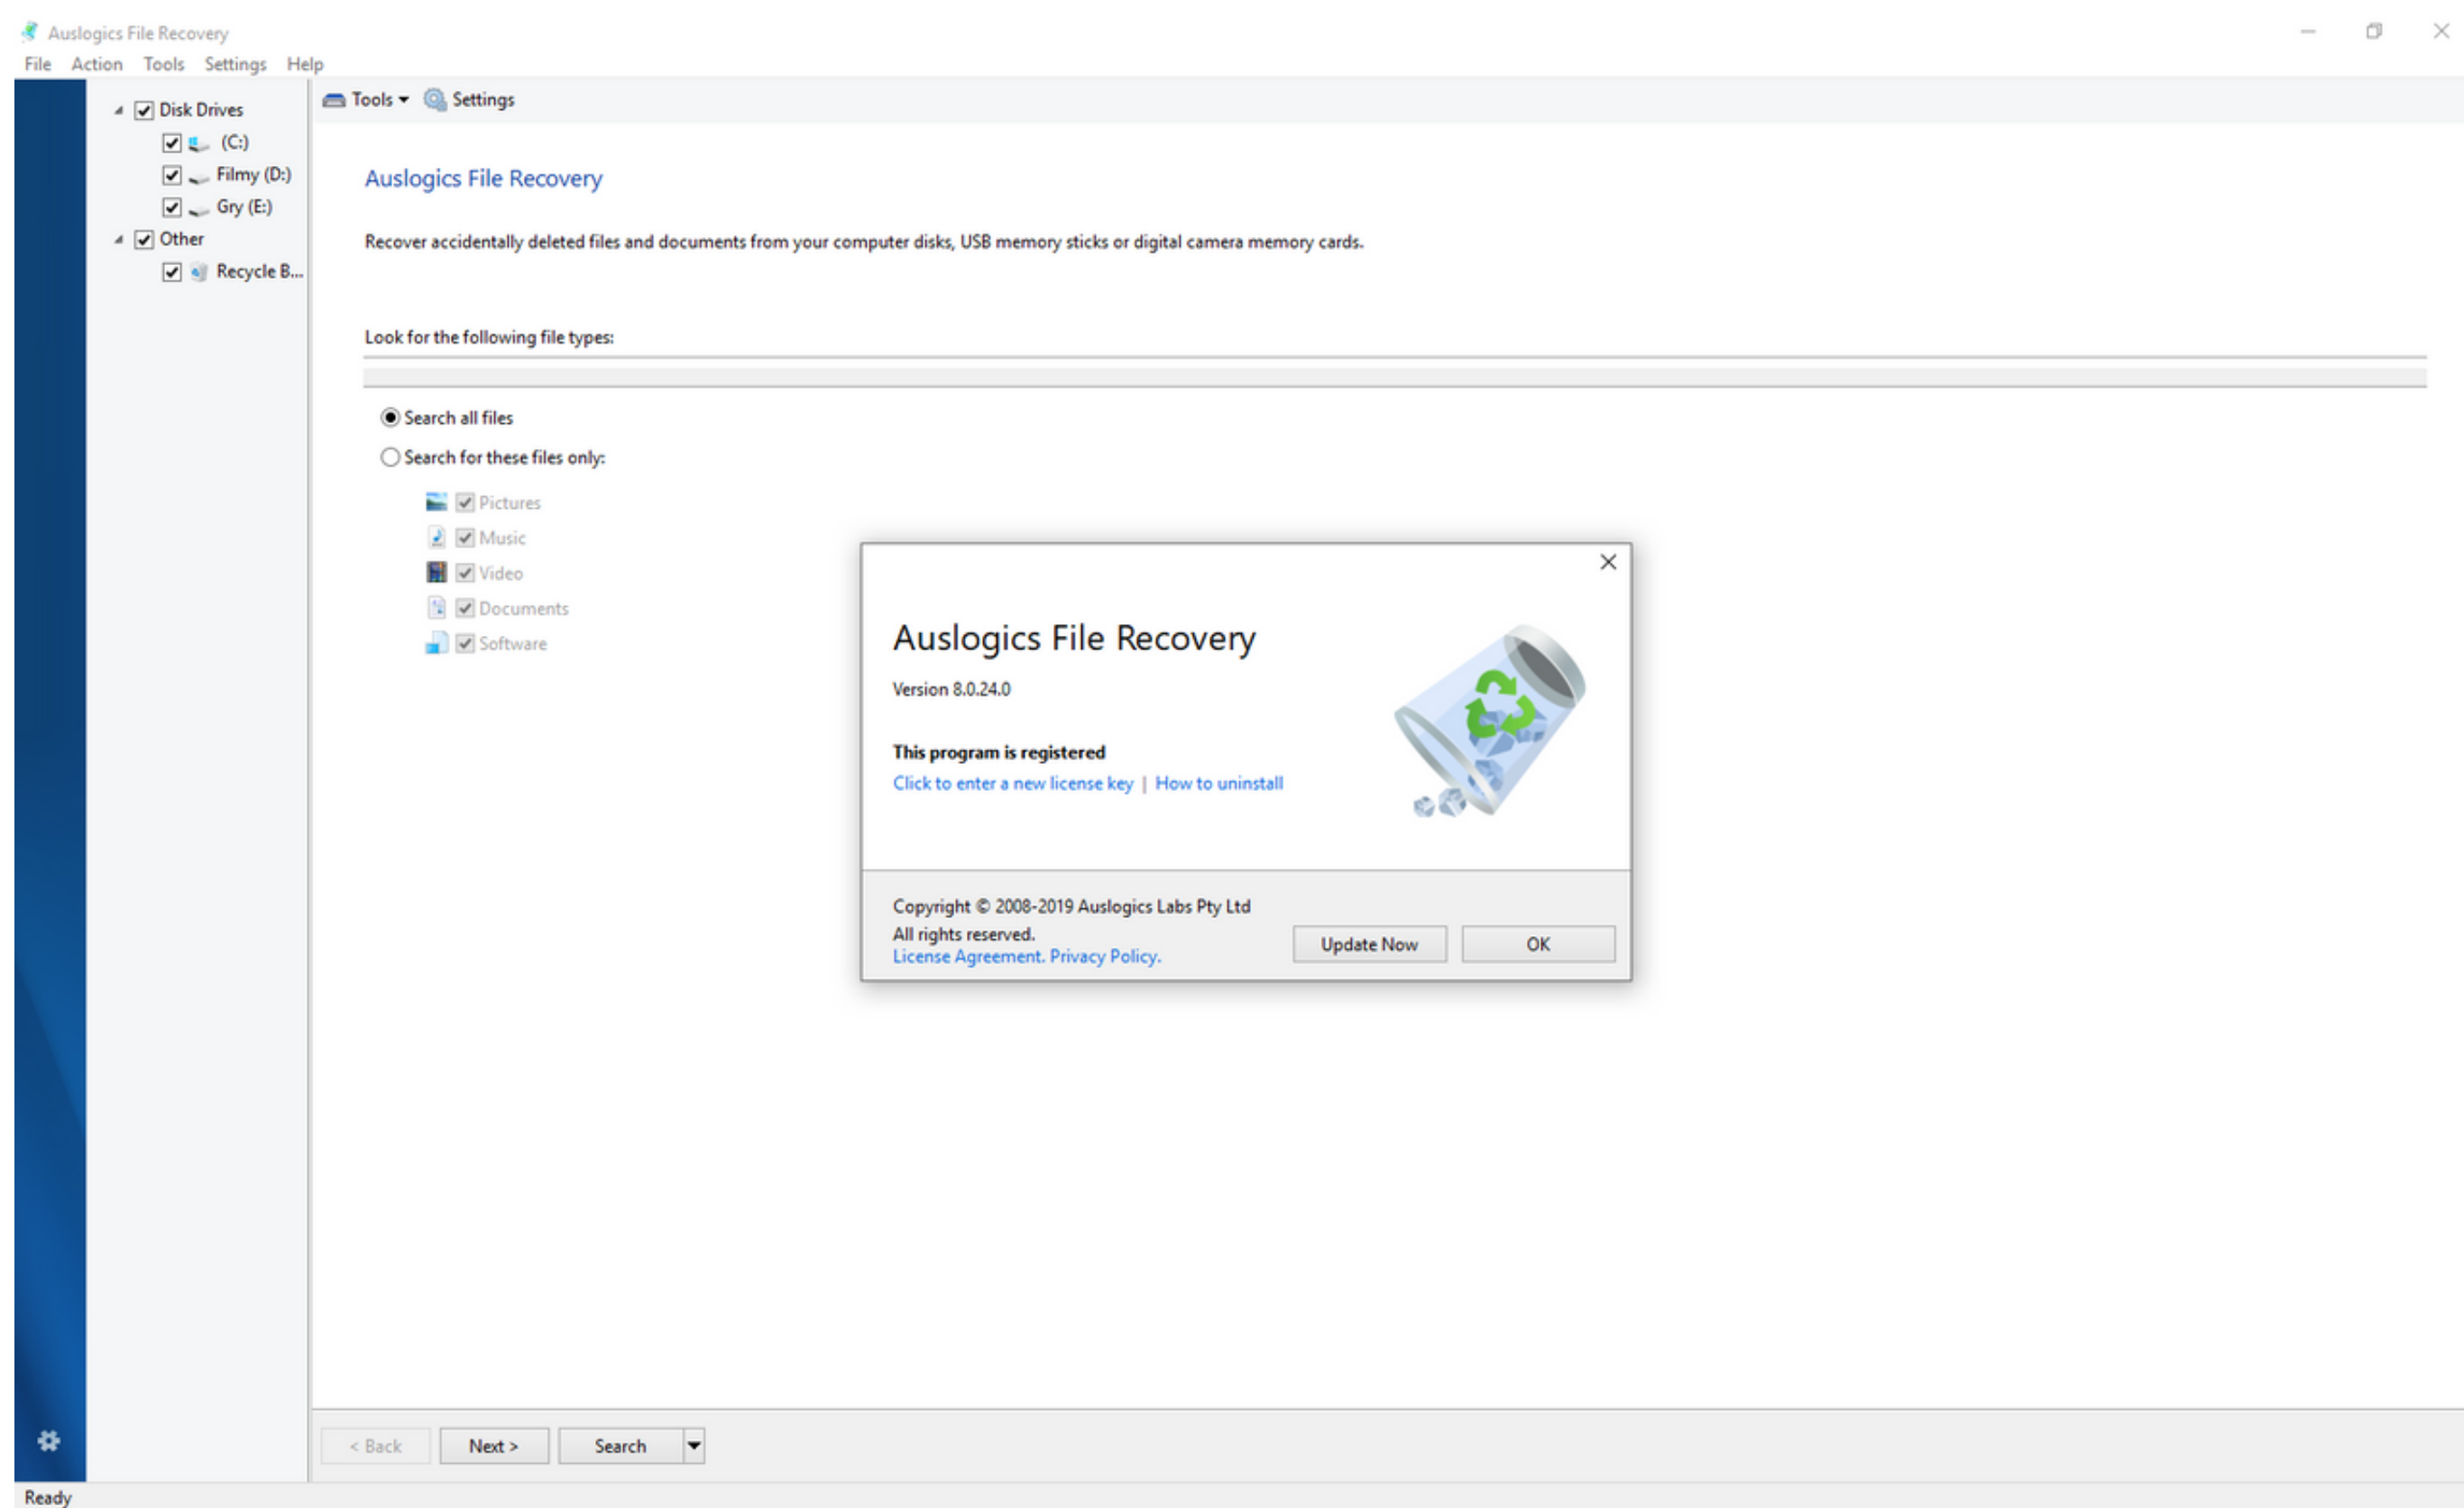 Auslogics File Recovery
File Action Tools Settings Help
Disk Drives
(C:)
Filmy (D:)
Gry (E:)
Other
Recycle B...
Tools Settings
Auslogics File Recovery
Recover accidentally deleted files and documents from your computer disks, USB memory sticks or digital camera memory cards.
Look for the following file types:
Search all files
Search for these files only:
Pictures
Music
Video
Documents
Software
Auslogics File Recovery
Version 8.0.24.0
This program is registered
Click to enter a new license key | How to uninstall
Copyright © 2008-2019 Auslogics Labs Pty Ltd
All rights reserved.
License Agreement. Privacy Policy.
Update Now OK
< Back Next > Search
Ready